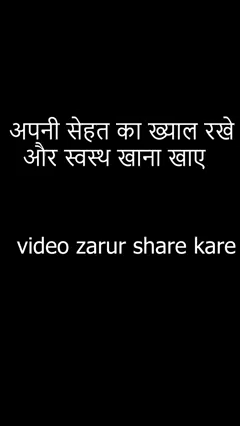 अपनी सेहत का ख्याल रखे
और स्वस्थ खाना खाए
video zarur share kare